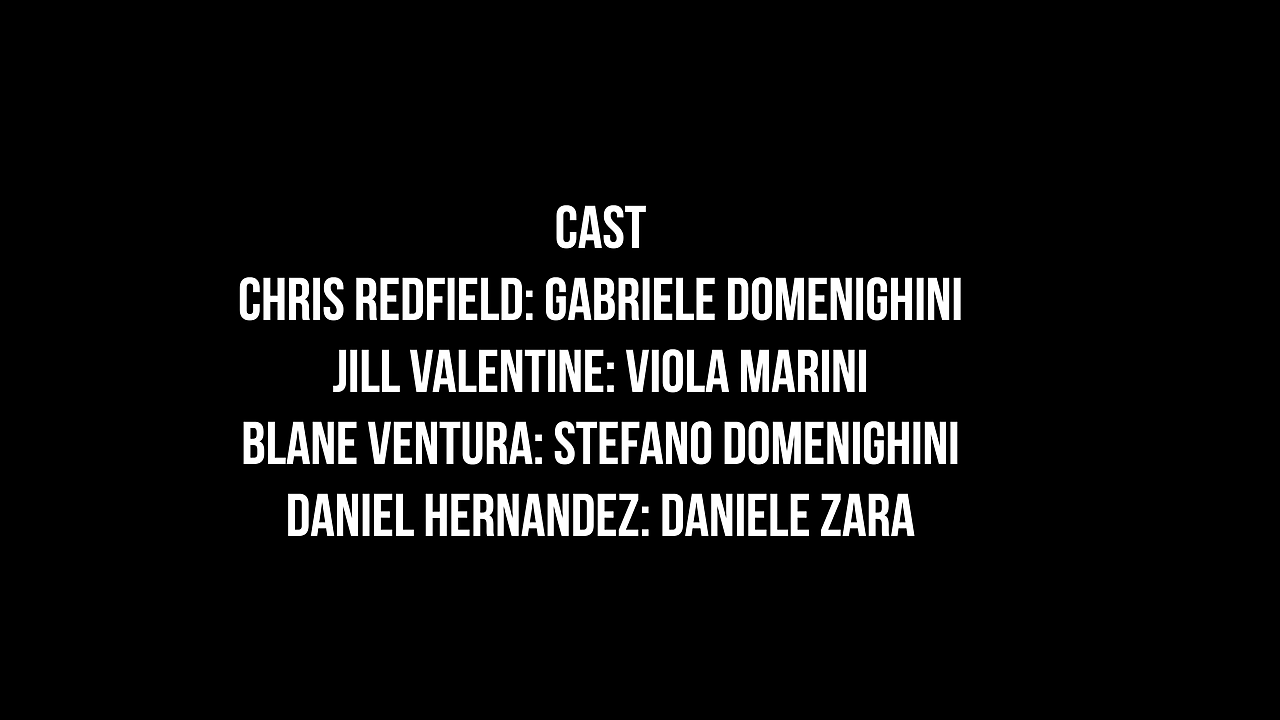 CAST
CHRIS REDFIELD: GABRIELE DOMENIGHINI
JILL VALENTINE: VIOLA MARINI
BLANE VENTURA: STEFANO DOMENIGHINI
DANIEL HERNANDEZ: DANIELE ZARA